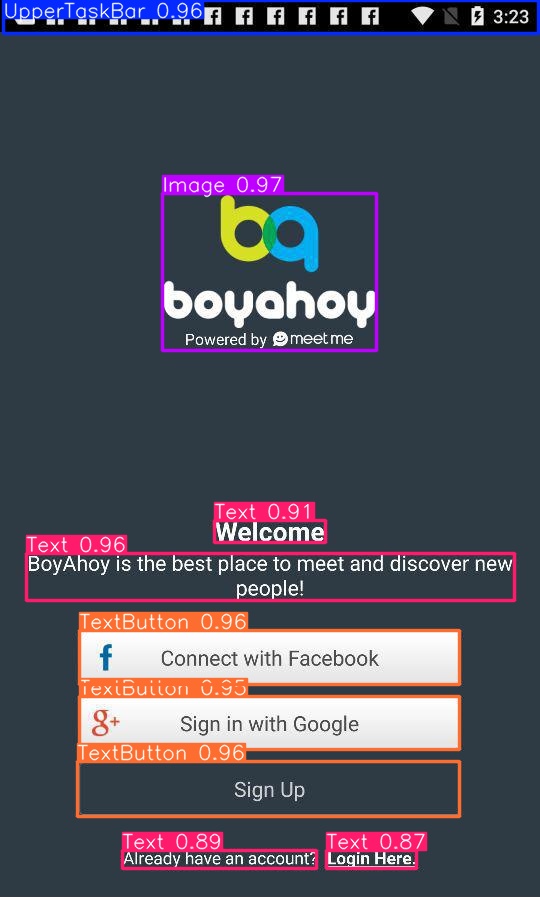 UpperTaskBar 0.96
3:23
Image 0.97
bq
boyahoy
Powered by meetme
Text 0.91
Welcome
Text 0.96
BoyAhoy is the best place to meet and discover new
people!
TextButton 0.96
f Connect with Facebook
TextButton 0.95
g+ Sign in with Google
TextButton 0.96
Sign Up
Text 0.89 Text 0.87
Already have an account? Login Here.